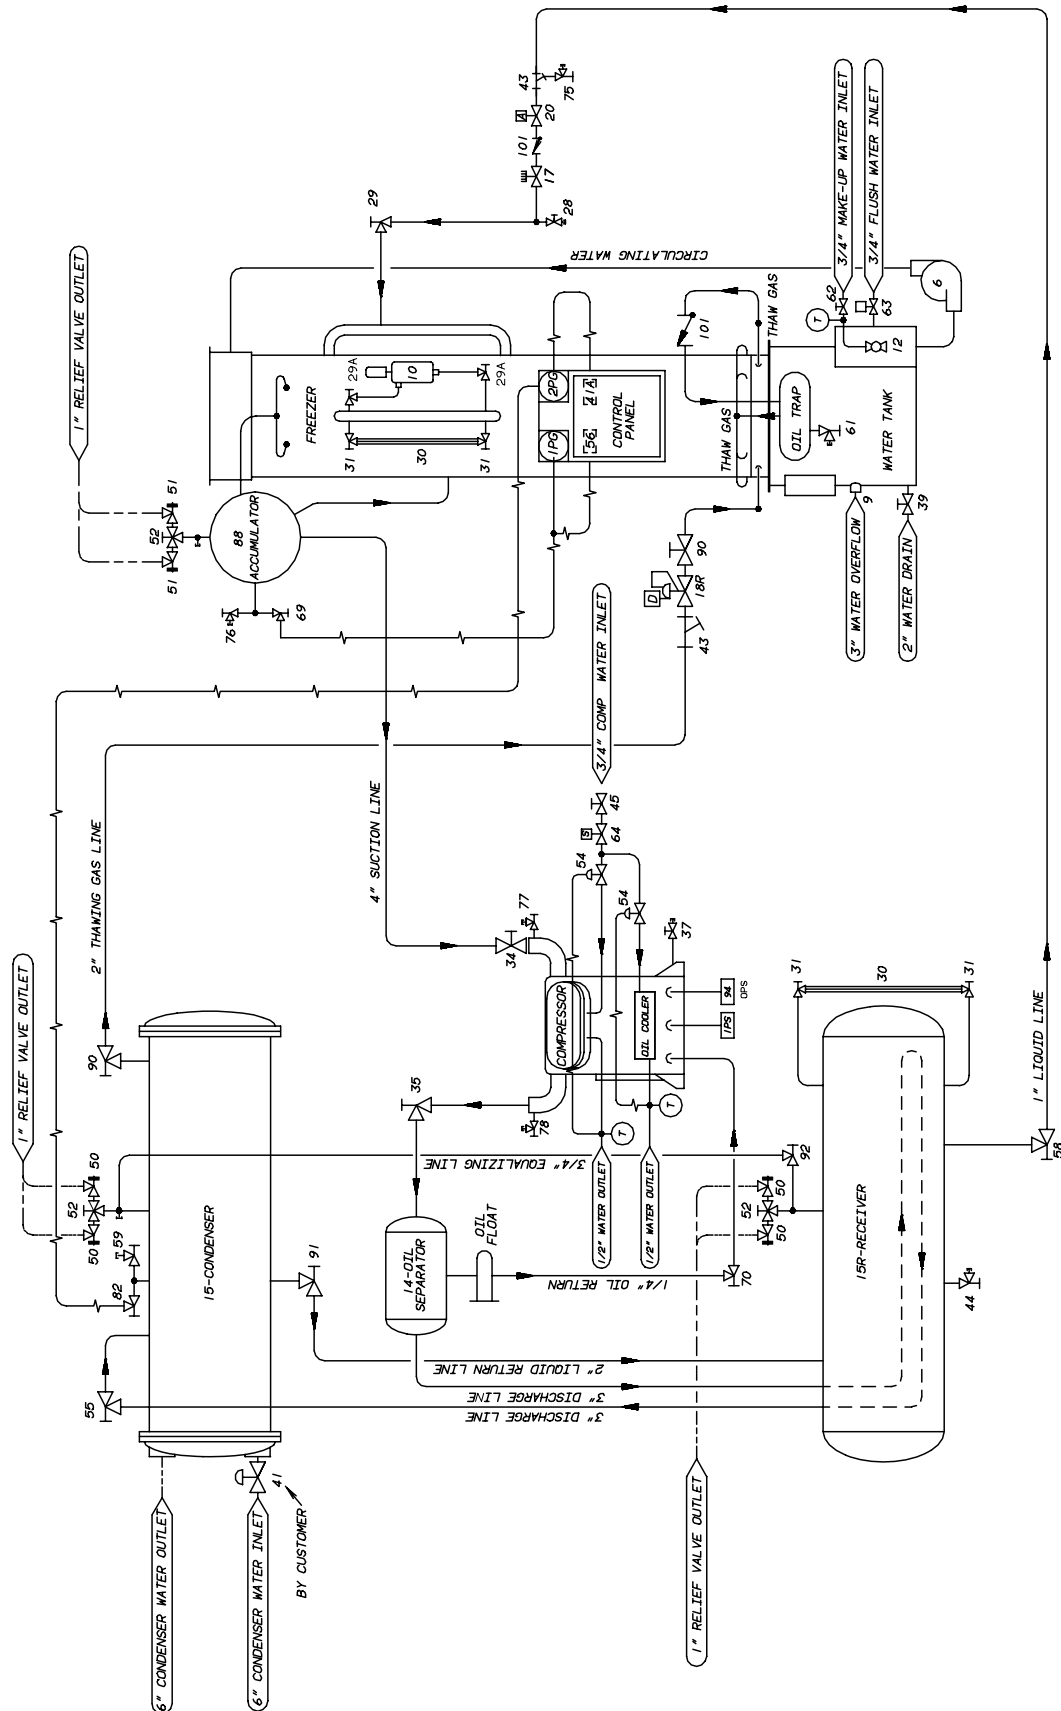 1" RELIEF VALVE OUTLET
51
52
51
76
69
88
ACCUMULATOR
FREEZER
29A
10
29A
31
30
31
1PG
2PG
56
41A
CONTROL
PANEL
29
28
17
101
20
43
75
CIRCULATING WATER
3/4" MAKE-UP WATER INLET
3/4" FLUSH WATER INLET
62
63
T
6
12
THAW GAS
101
THAW GAS
OIL TRAP
61
WATER TANK
9
39
3" WATER OVERFLOW
2" WATER DRAIN
90
18R
D
43
3/4" COMP WATER INLET
45
64
S
54
54
37
2" THAWING GAS LINE
4" SUCTION LINE
34
77
COMPRESSOR
OIL COOLER
94
OPS
1PS
78
35
T
T
1/2" WATER OUTLET
1/2" WATER OUTLET
1" RELIEF VALVE OUTLET
90
50
52
50
59
82
15-CONDENSER
91
55
3/4" EQUALIZING LINE
14-OIL
SEPARATOR
OIL
FLOAT
1/4" OIL RETURN
70
2" LIQUID RETURN LINE
3" DISCHARGE LINE
3" DISCHARGE LINE
50
52
50
92
15R-RECEIVER
31
30
31
44
58
1" LIQUID LINE
1" RELIEF VALVE OUTLET
6" CONDENSER WATER OUTLET
6" CONDENSER WATER INLET
41
BY CUSTOMER